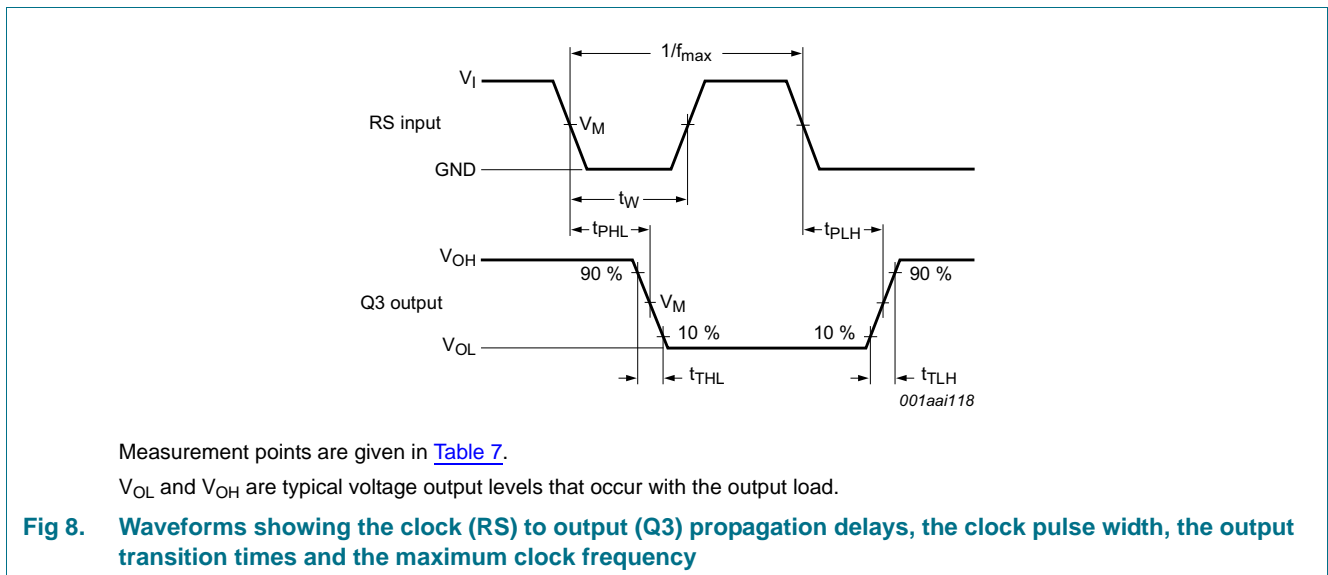 1/fmax
VI
RS input
VM
GND
tW
tPHL
tPLH
VOH
90 %
90 %
Q3 output
VM
10 %
10 %
VOL
tTHL
tTLH
001aai118
Measurement points are given in Table 7.
VOL and VOH are typical voltage output levels that occur with the output load.
Fig 8. Waveforms showing the clock (RS) to output (Q3) propagation delays, the clock pulse width, the output
transition times and the maximum clock frequency